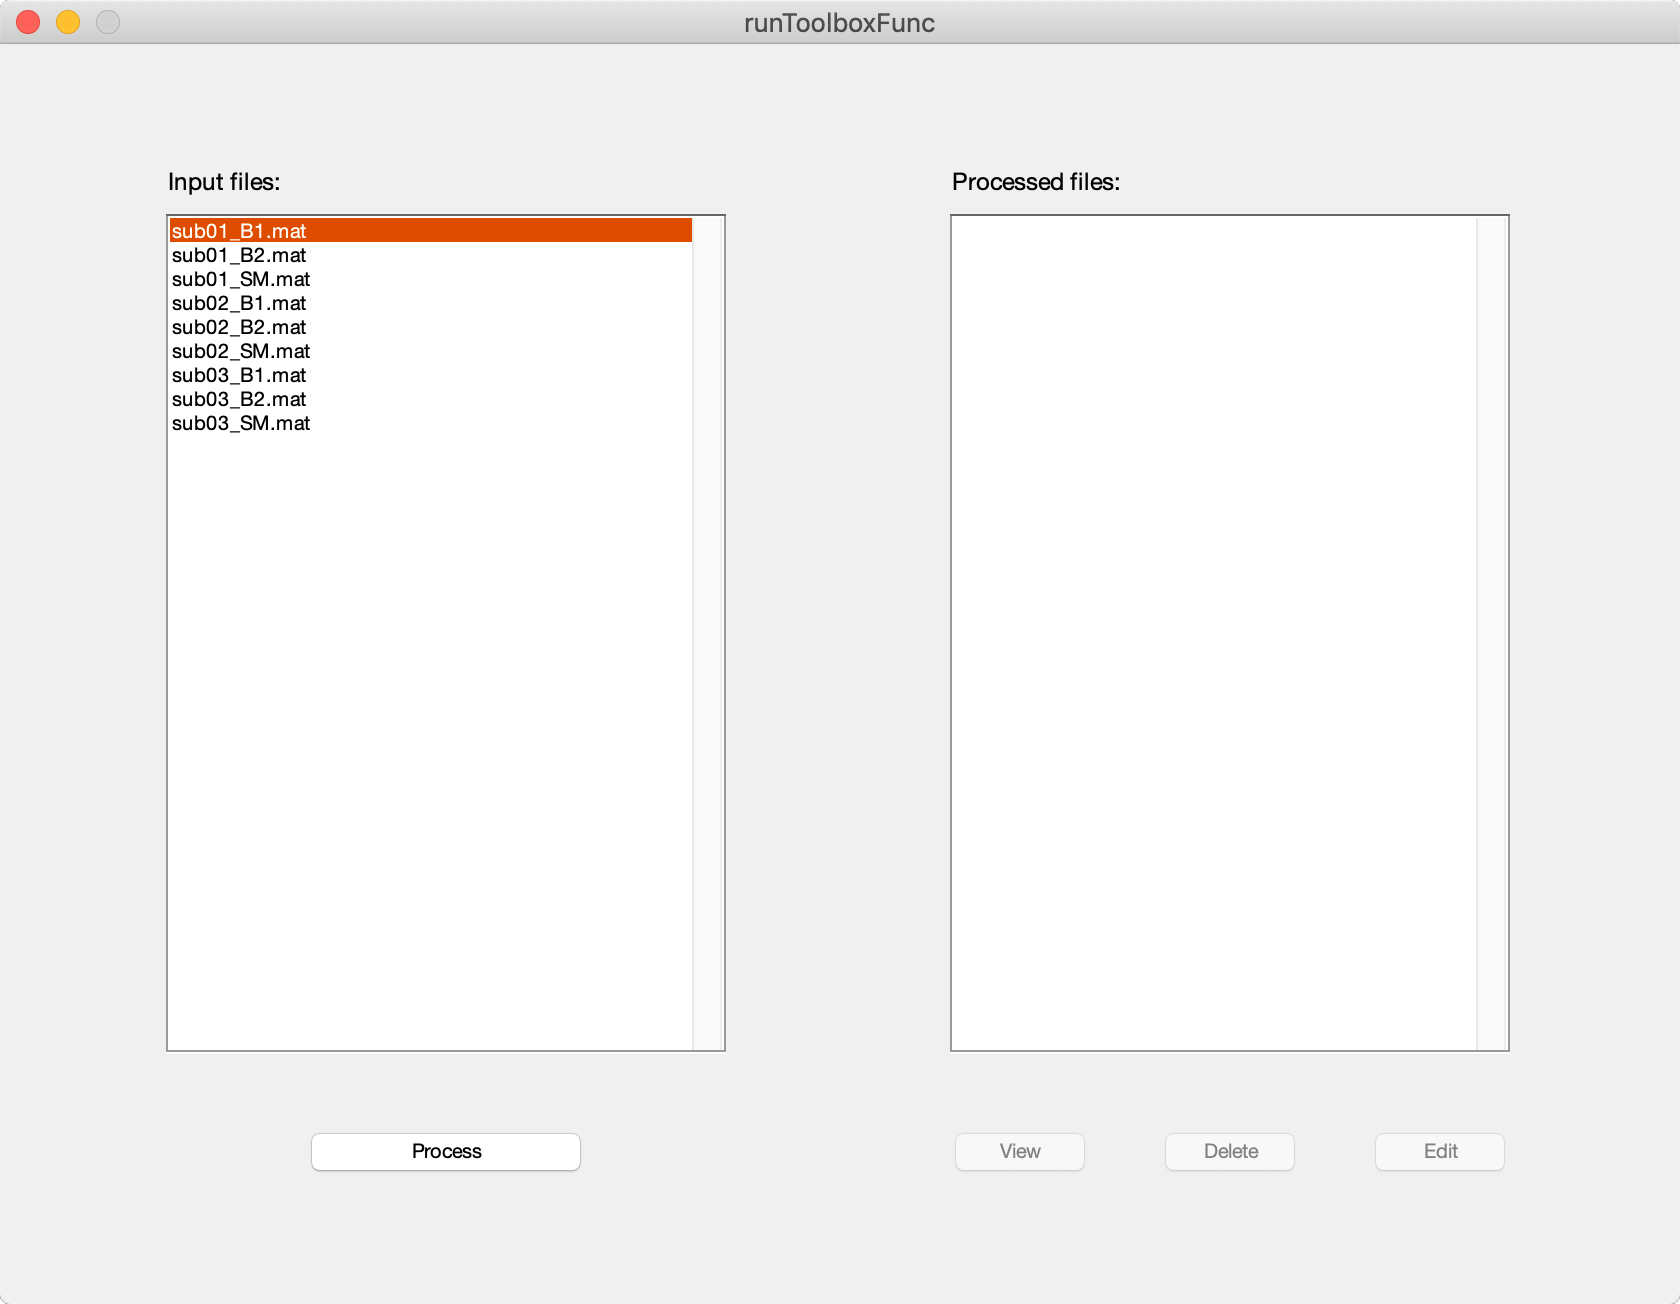 runToolboxFunc
Input files:
sub01_B1.mat
sub01_B2.mat
sub01_SM.mat
sub02_B1.mat
sub02_B2.mat
sub02_SM.mat
sub03_B1.mat
sub03_B2.mat
sub03_SM.mat
Process
Processed files:
View
Delete
Edit